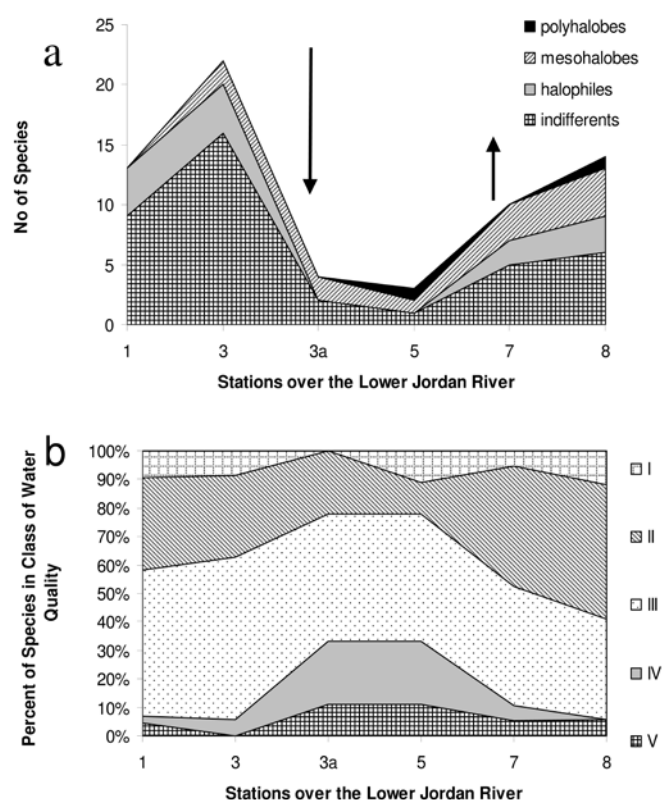 a
25
20
15
10
5
0
No of Species
polyhalobes
mesohalobes
halophiles
indifferents
1 3 3a 5 7 8
Stations over the Lower Jordan River
b
100%
90%
80%
70%
60%
50%
40%
30%
20%
10%
0%
Percent of Species in Class of Water
Quality
I
II
III
IV
V
1 3 3a 5 7 8
Stations over the Lower Jordan River